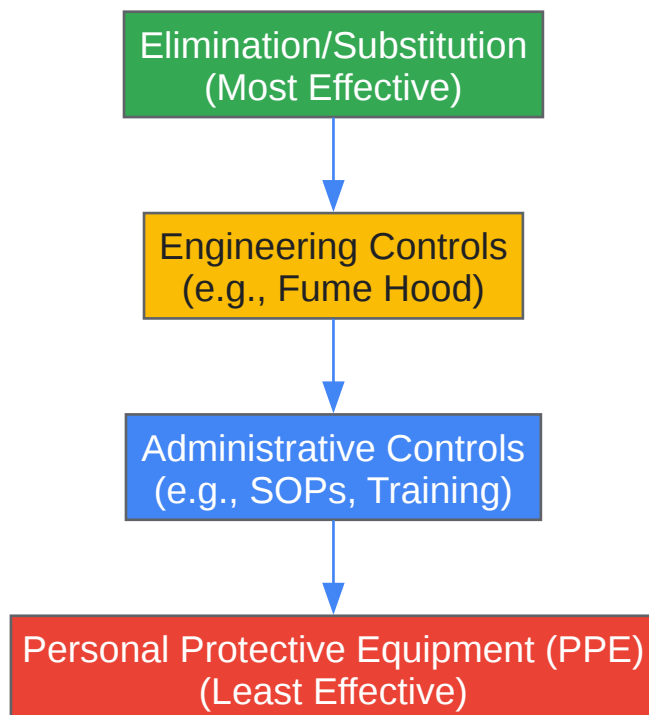 Elimination/Substitution
(Most Effective)
Engineering Controls
(e.g., Fume Hood)
Administrative Controls
(e.g., SOPs, Training)
Personal Protective Equipment (PPE)
(Least Effective)